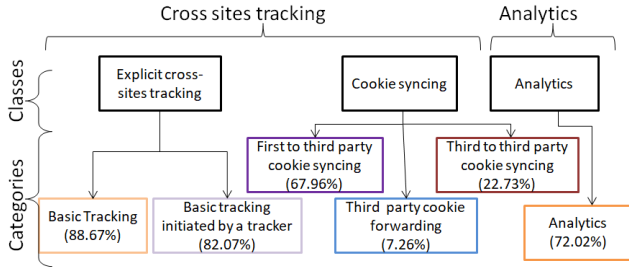 Cross sites tracking
Analytics
Classes
Explicit cross-
sites tracking
Cookie syncing
Analytics
Categories
First to third party
cookie syncing
(67.96%)
Third to third party
cookie syncing
(22.73%)
Basic Tracking
(88.67%)
Basic tracking
initiated by a tracker
(82.07%)
Third party cookie
forwarding
(7.26%)
Analytics
(72.02%)